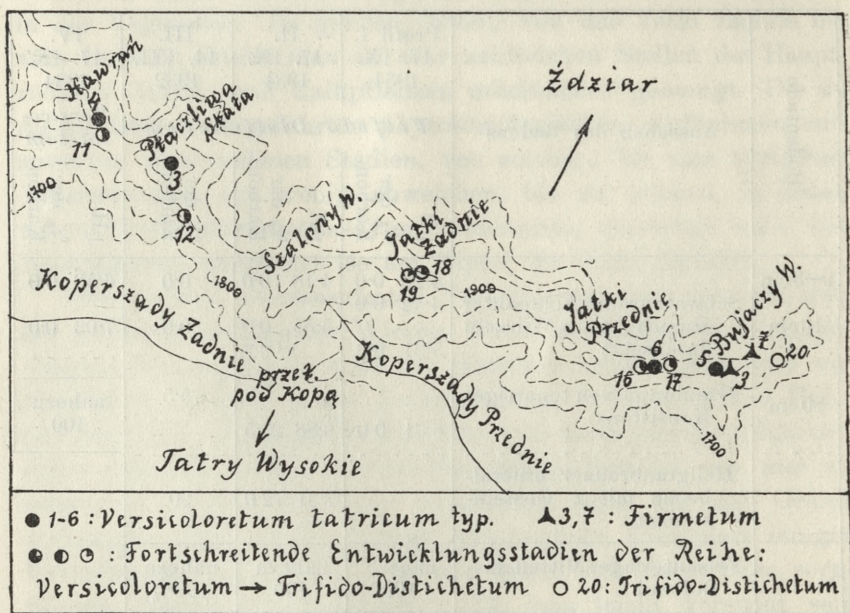 Hawrań
4
11
Płaczliwa
Skała
3
1700
12
Szalony W.
1800
Zdziar
Jatki
Zadnie
19 18
1900
Koperszady Zadnie
przeł.
pod Kopą
Koperszady Przednie
Tatry Wysokie
Jatki
Przednie
6
16 17
5 Bujaczy W.
7
3
20
1700
1-6 : Versicoloretum tatricum typ. 3,7 : Firmetum
: Fortschreitende Entwicklungsstadien der Reihe:
Versicoloretum → Trifido-Distichetum 20: Trifido-Distichetum